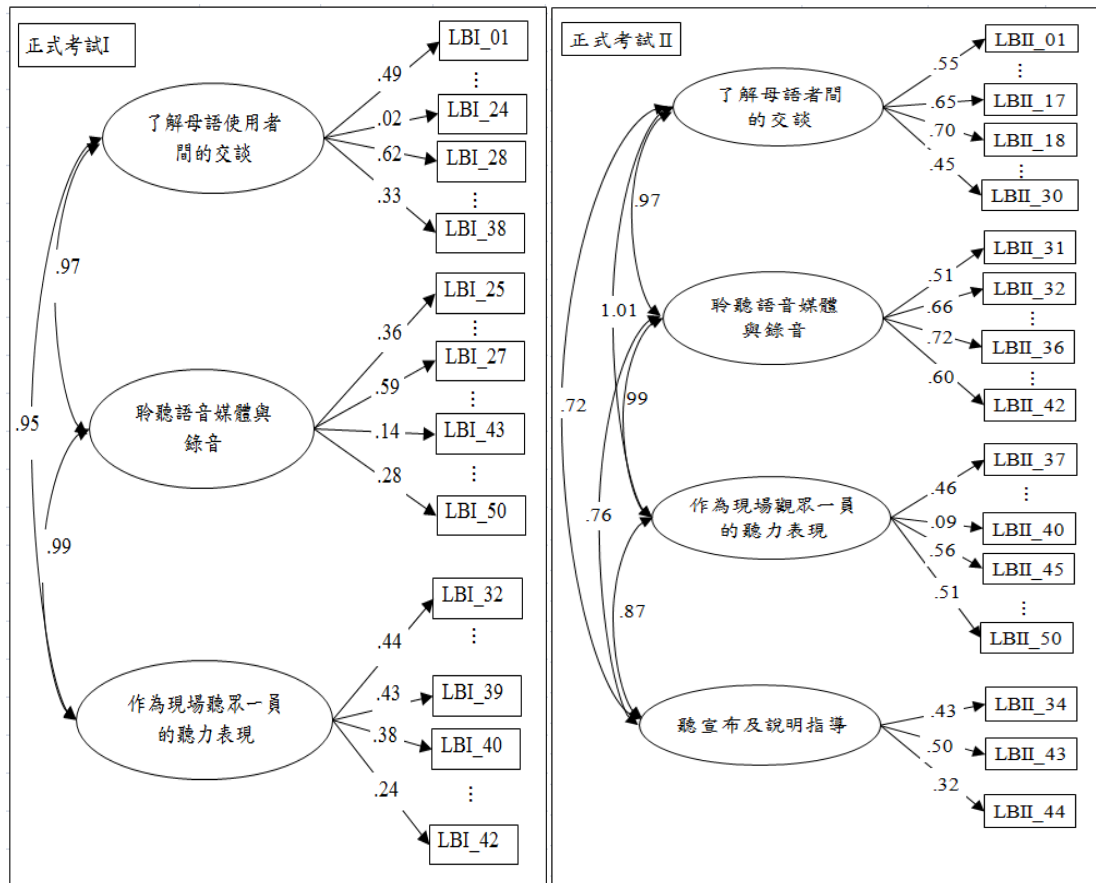 正式考試I
了解母語使用者
間的交談
.49
.02
.62
.33
LBI_01
⋮
LBI_24
LBI_28
⋮
LBI_38
.97
.95
聆聽語音媒體與
錄音
.36
.59
.14
.28
LBI_25
⋮
LBI_27
⋮
LBI_43
⋮
LBI_50
.99
作為現場聽眾一員
的聽力表現
.44
.43
.38
.24
LBI_32
⋮
LBI_39
LBI_40
⋮
LBI_42
正式考試Ⅱ
了解母語者間
的交談
.55
.65
.70
.45
LBII_01
⋮
LBII_17
LBII_18
⋮
LBII_30
.97
1.01
.72
聆聽語音媒體
與錄音
.51
.66
.72
.60
LBII_31
LBII_32
⋮
LBII_36
⋮
LBII_42
.99
.76
作為現場觀眾一員
的聽力表現
.46
.09
.56
.51
LBII_37
⋮
LBII_40
LBII_45
⋮
LBII_50
.87
聽宣布及說明指導
.43
.50
.32
LBII_34
LBII_43
LBII_44